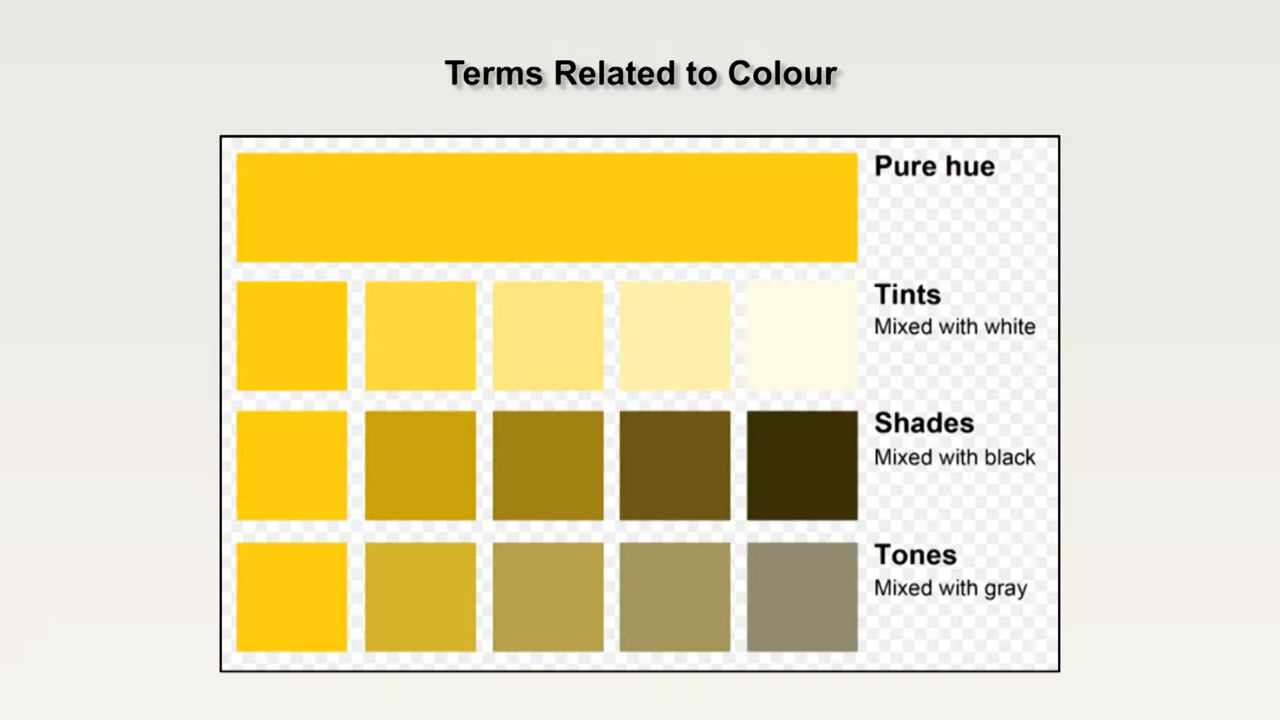 Terms Related to Colour
Pure hue
Tints
Mixed with white
Shades
Mixed with black
Tones
Mixed with gray